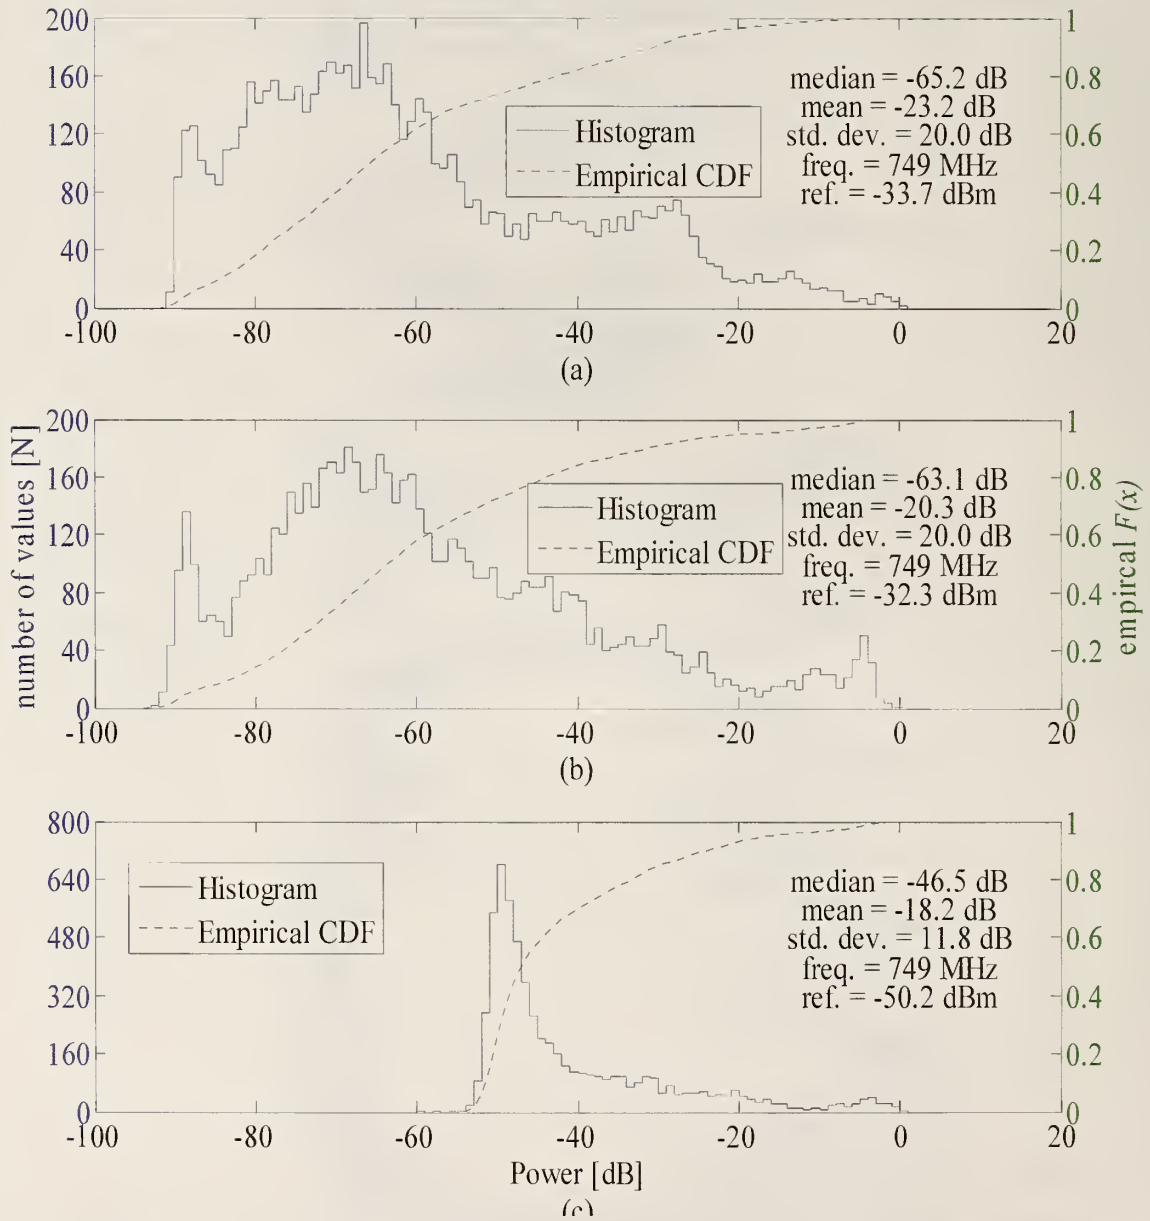 200
160
120
80
40
0
1
0.8
0.6
0.4
0.2
0
Histogram
Empirical CDF
median = -65.2 dB
mean = -23.2 dB
std. dev. = 20.0 dB
freq. = 749 MHz
ref. = -33.7 dBm
-100 -80 -60 -40 -20 0 20
(a)
number of values [N]
200
160
120
80
40
0
empircal F(x)
1
0.8
0.6
0.4
0.2
0
Histogram
Empirical CDF
median = -63.1 dB
mean = -20.3 dB
std. dev. = 20.0 dB
freq. = 749 MHz
ref. = -32.3 dBm
-100 -80 -60 -40 -20 0 20
(b)
800
640
480
320
160
0
1
0.8
0.6
0.4
0.2
0
Histogram
Empirical CDF
median = -46.5 dB
mean = -18.2 dB
std. dev. = 11.8 dB
freq. = 749 MHz
ref. = -50.2 dBm
-100 -80 -60 -40 -20 0 20
Power [dB]
(c)